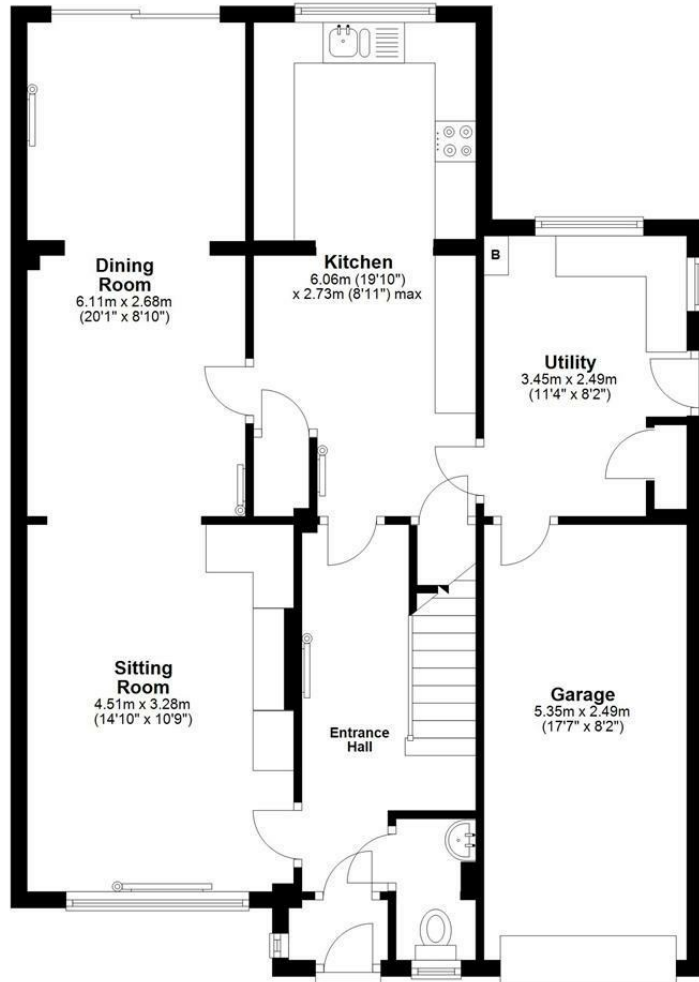 Dining
Room
6.11m x 2.68m
(20'1" x 8'10")
Kitchen
6.06m (19'10")
x 2.73m (8'11") max
B
Utility
3.45m x 2.49m
(11'4" x 8'2")
Sitting
Room
4.51m x 3.28m
(14'10" x 10'9")
Entrance
Hall
Garage
5.35m x 2.49m
(17'7" x 8'2")